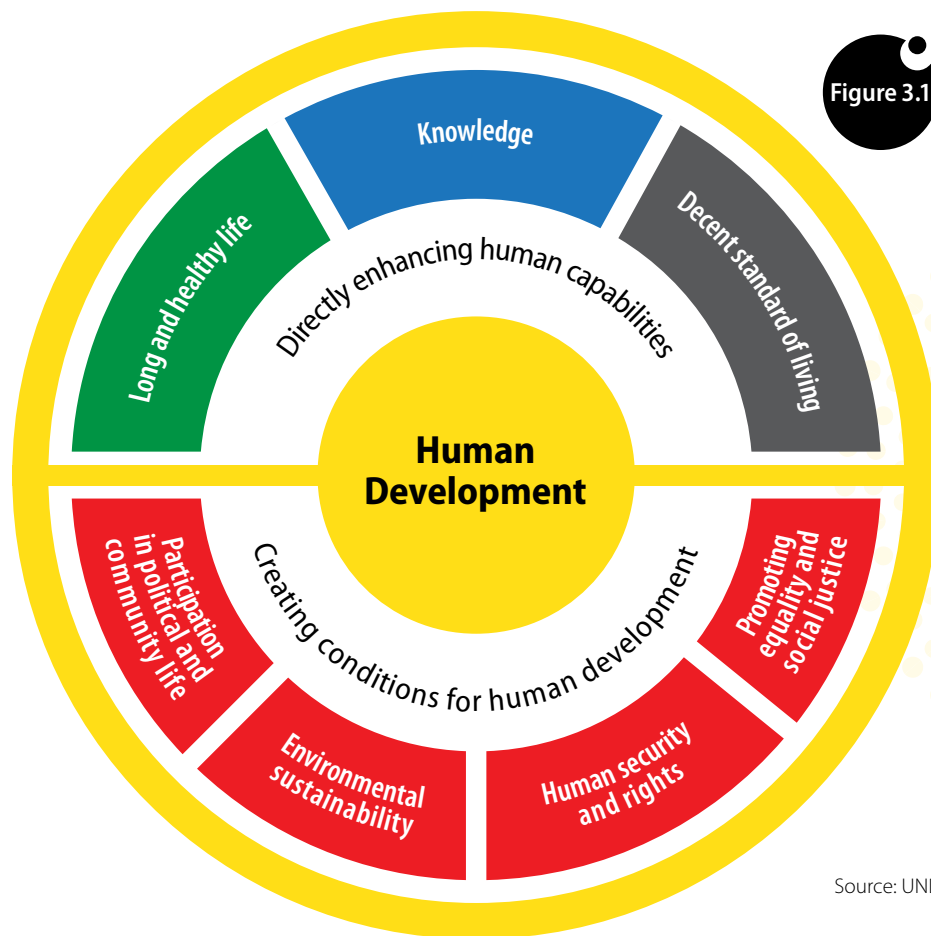 Figure 3.1
Knowledge
Long and healthy life
Decent standard of living
Directly enhancing human capabilities
Human
Development
Creating conditions for human development
Participation
in political and
community life
Environmental
sustainability
Human security
and rights
Promoting
equality and
social justice
Source: